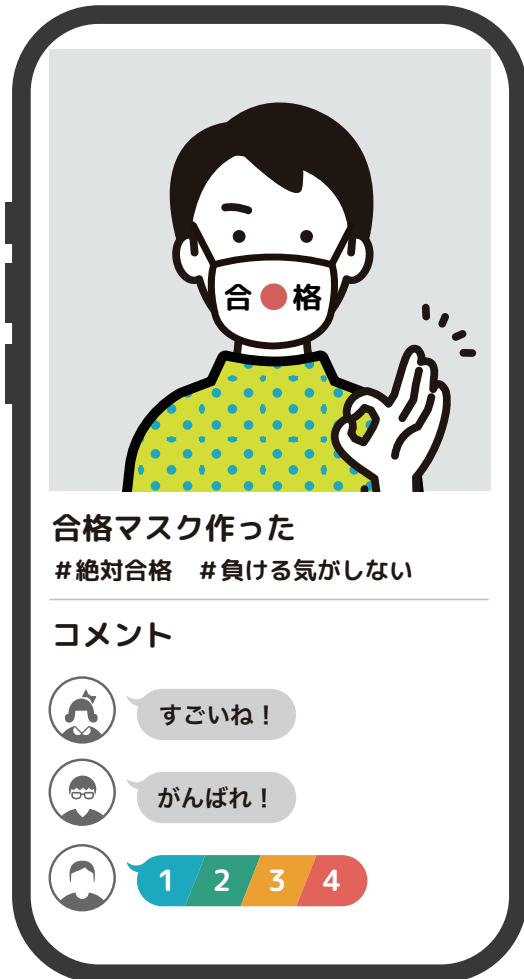 合格
合格マスク作った
#絶対合格 #負ける気がしない
コメント
すごいね!
がんばれ!
1 2 3 4